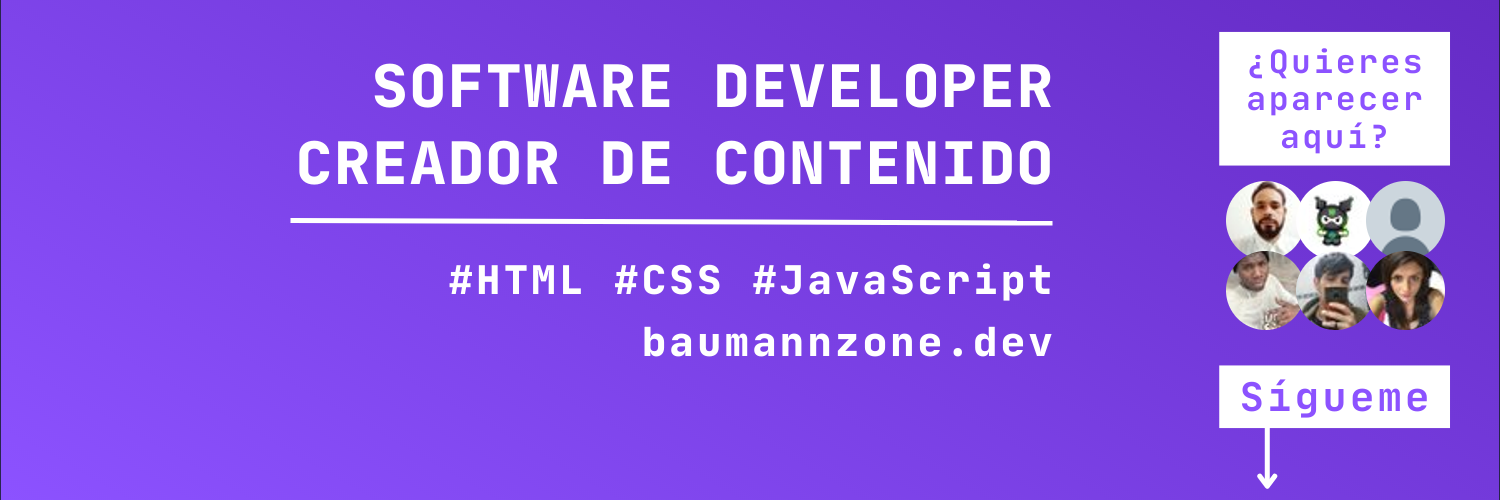 SOFTWARE DEVELOPER
CREADOR DE CONTENIDO
#HTML #CSS #JavaScript
baumannzone.dev
¿Quieres
aparecer
aquí?
Sígueme